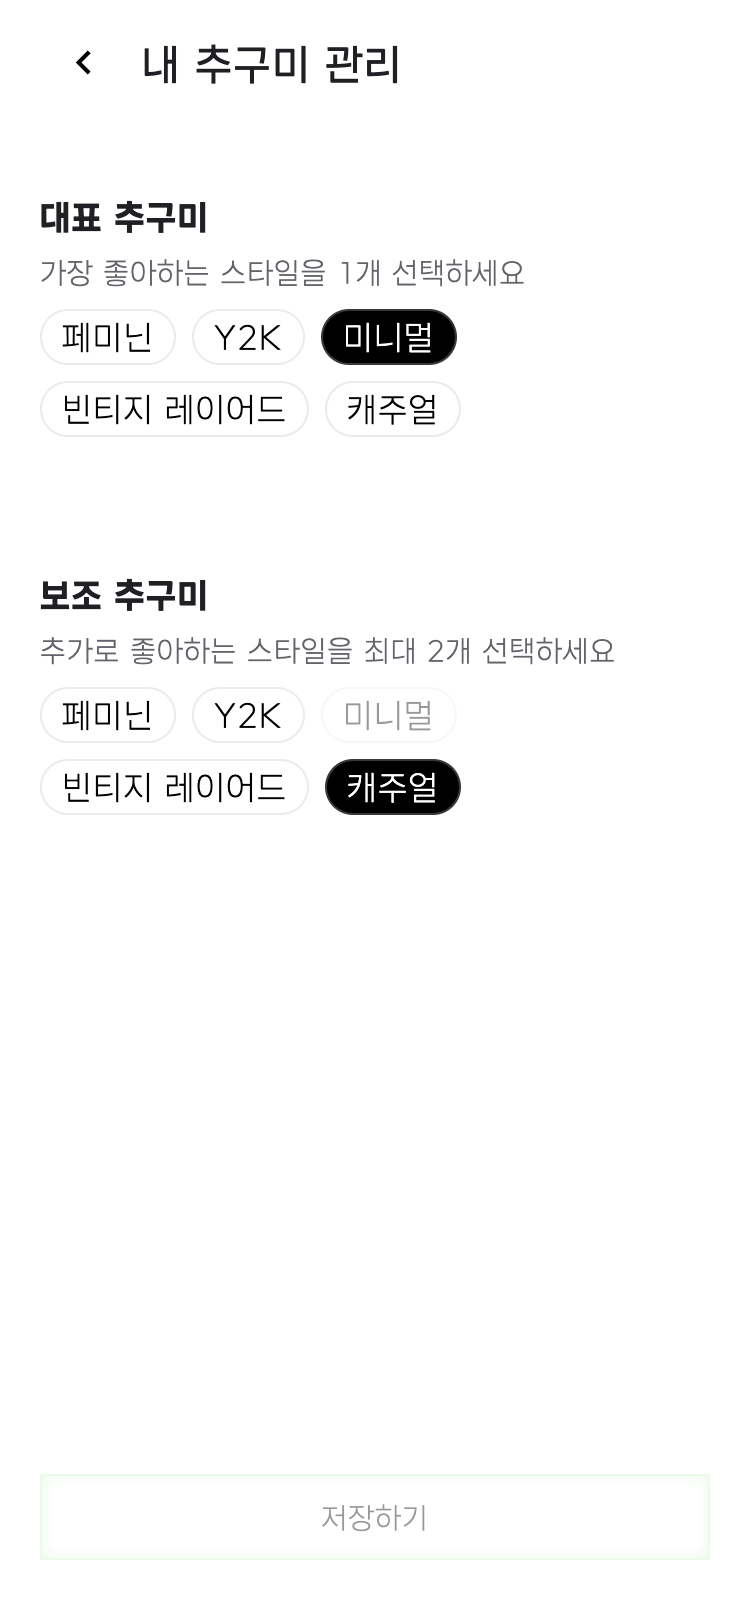 내 추구미 관리
대표 추구미
가장 좋아하는 스타일을 1개 선택하세요
페미닌 Y2K 미니멀
빈티지 레이어드 캐주얼
보조 추구미
추가로 좋아하는 스타일을 최대 2개 선택하세요
페미닌 Y2K 미니멀
빈티지 레이어드 캐주얼
저장하기